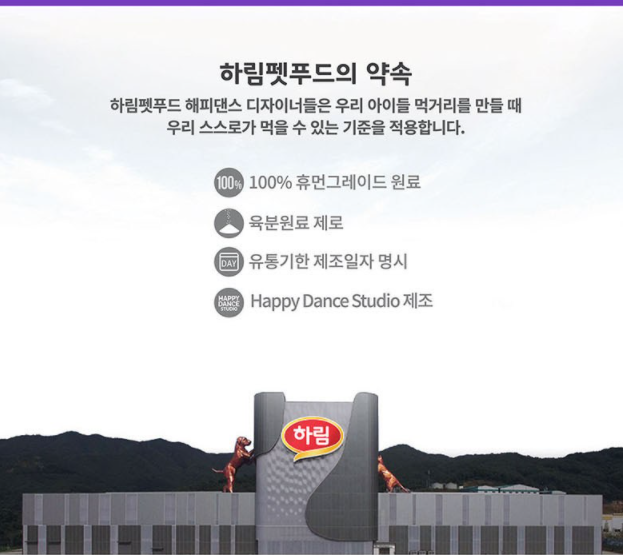 하림펫푸드의 약속
하림펫푸드 해피댄스 디자이너들은 우리 아이들 먹거리를 만들 때
우리 스스로가 먹을 수 있는 기준을 적용합니다.
100% 100% 휴먼그레이드 원료
육분원료 제로
DAY 유통기한 제조일자 명시
HAPPY
DANCE
STUDIO
Happy Dance Studio 제조
하림